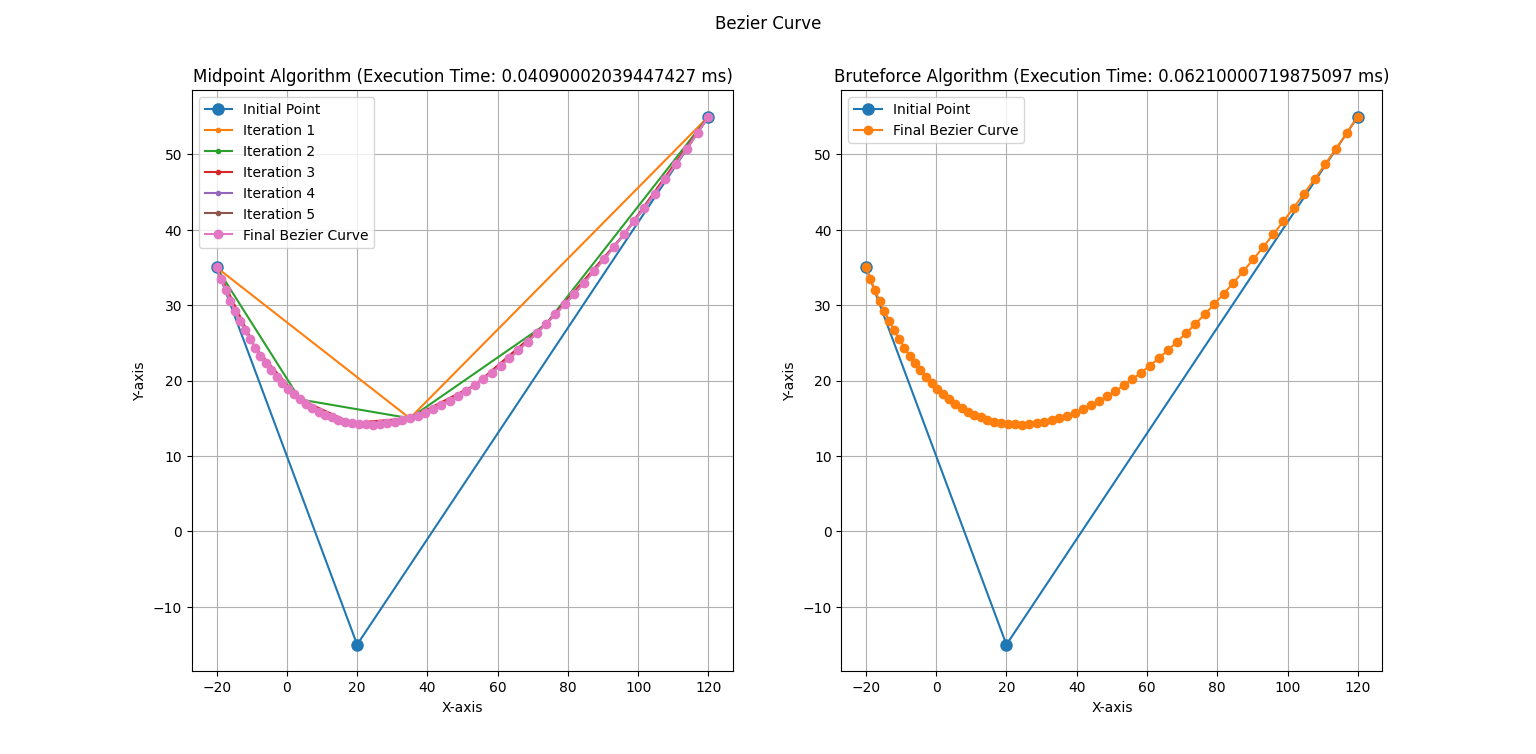 Bezier Curve
Midpoint Algorithm (Execution Time: 0.04090002039447427 ms)
Initial Point
Iteration 1
Iteration 2
Iteration 3
Iteration 4
Iteration 5
Final Bezier Curve
Y-axis
50
40
30
20
10
0
−10
−20 0 20 40 60 80 100 120
X-axis
Bruteforce Algorithm (Execution Time: 0.06210000719875097 ms)
Initial Point
Final Bezier Curve
Y-axis
50
40
30
20
10
0
−10
−20 0 20 40 60 80 100 120
X-axis